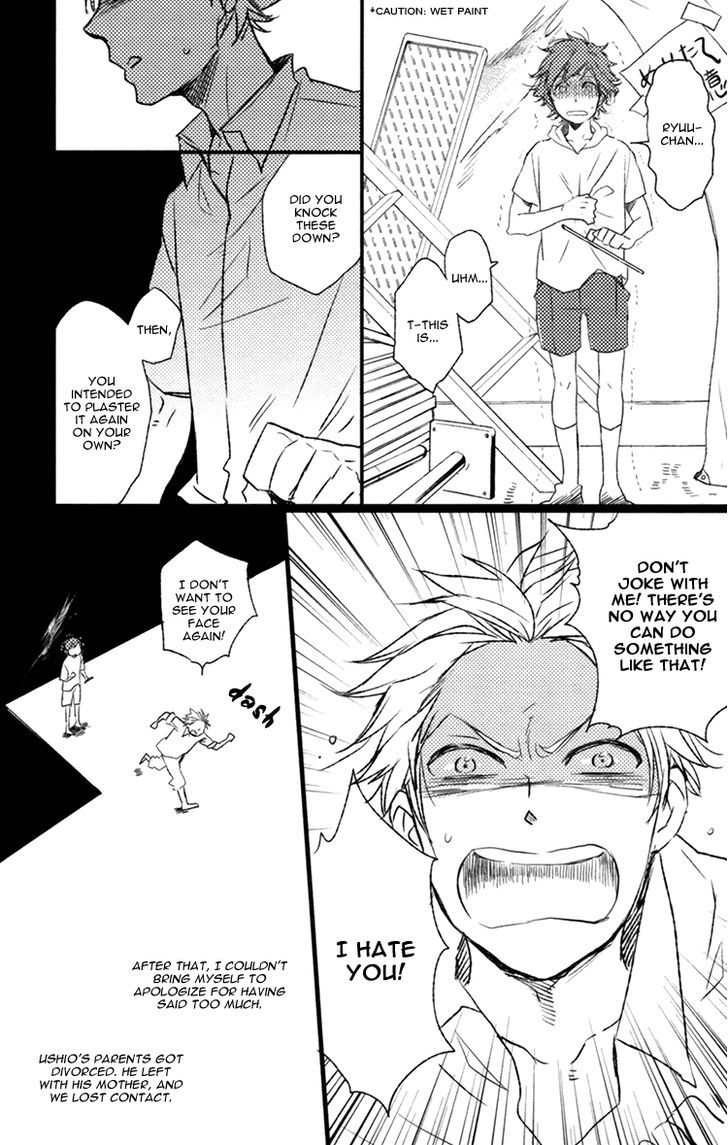 *CAUTION: WET PAINT
RYUU-
CHAN...
UHM...
T-THIS
IS...
DID YOU
KNOCK
THESE
DOWN?
THEN,
YOU
INTENDED
TO PLASTER
IT AGAIN
ON YOUR
OWN?
DON'T
JOKE WITH
ME! THERE'S
NO WAY YOU
CAN DO
SOMETHING
LIKE THAT!
I HATE
YOU!
I DON'T
WANT TO
SEE YOUR
FACE
AGAIN!
dash
AFTER THAT, I COULDN'T
BRING MYSELF TO
APOLOGIZE FOR HAVING
SAID TOO MUCH.
USHIO'S PARENTS GOT
DIVORCED. HE LEFT
WITH HIS MOTHER, AND
WE LOST CONTACT.